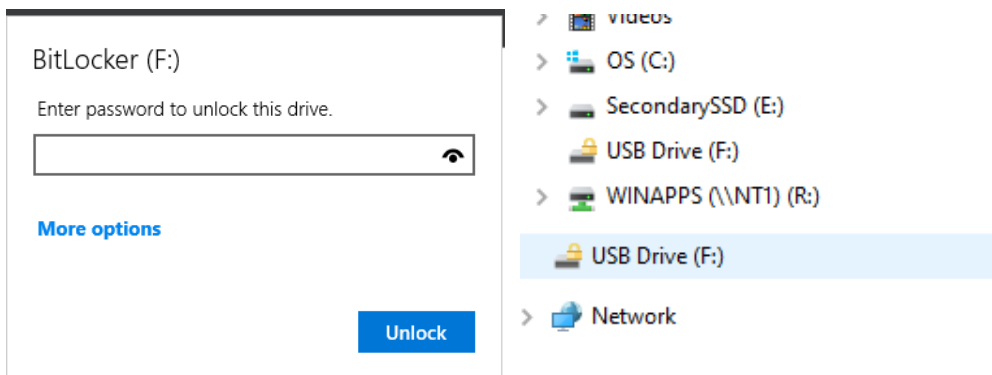 BitLocker (F:)
Enter password to unlock this drive.
More options
Unlock
Videos
OS (C:)
SecondarySSD (E:)
USB Drive (F:)
WINAPPS (\\NT1) (R:)
USB Drive (F:)
Network